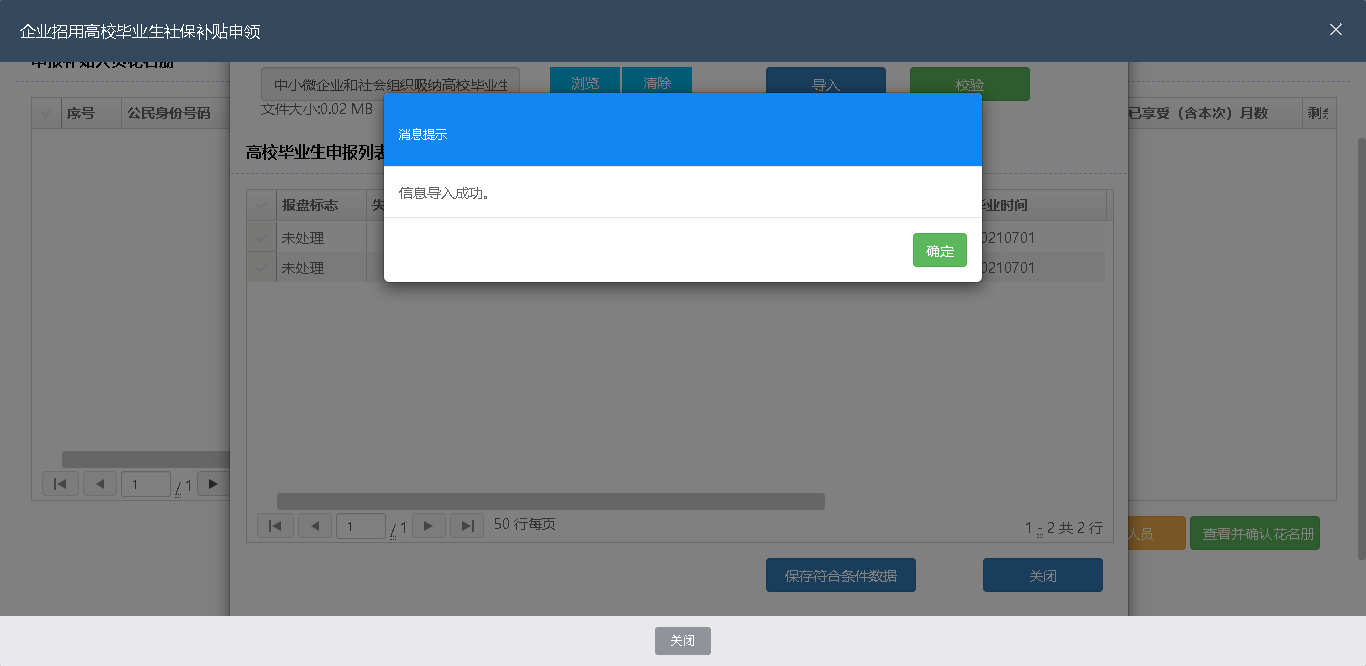 企业招用高校毕业生社保补贴申领
中小微企业和社会组织吸纳高校毕业生
浏览
清除
导入
校验
文件大小:0.02 MB
序号
公民身份号码
已享受（含本次）月数
消息提示
高校毕业生申报列表
信息导入成功。
报盘标志
失
业时间
未处理
0210701
确定
未处理
0210701
1 / 1
1 / 1
50 行每页
1 - 2 共 2 行
人员
查看并确认花名册
保存符合条件数据
关闭
关闭